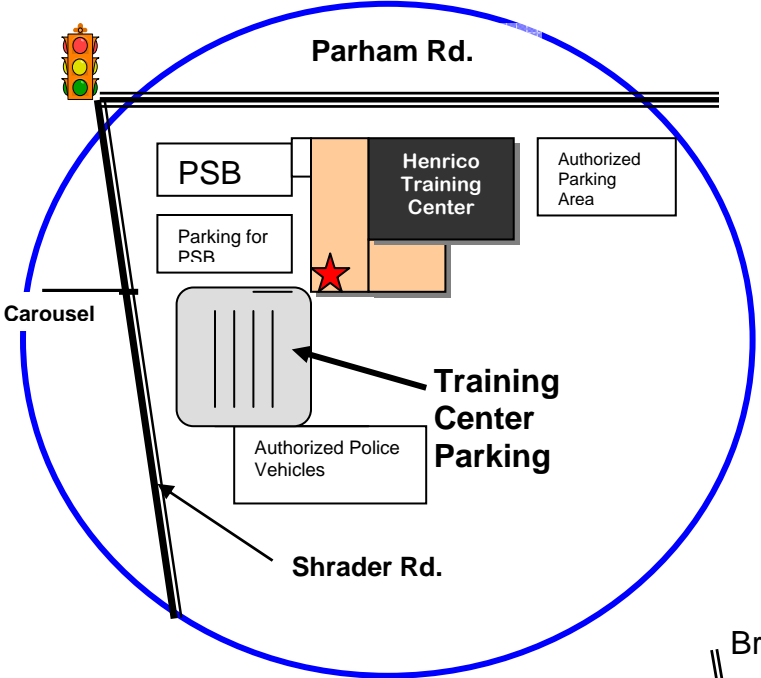 Parham Rd.
PSB
Henrico
Training
Center
Authorized
Parking
Area
Parking for
PSB
Carousel
Training
Center
Parking
Authorized Police
Vehicles
Shrader Rd.
Br